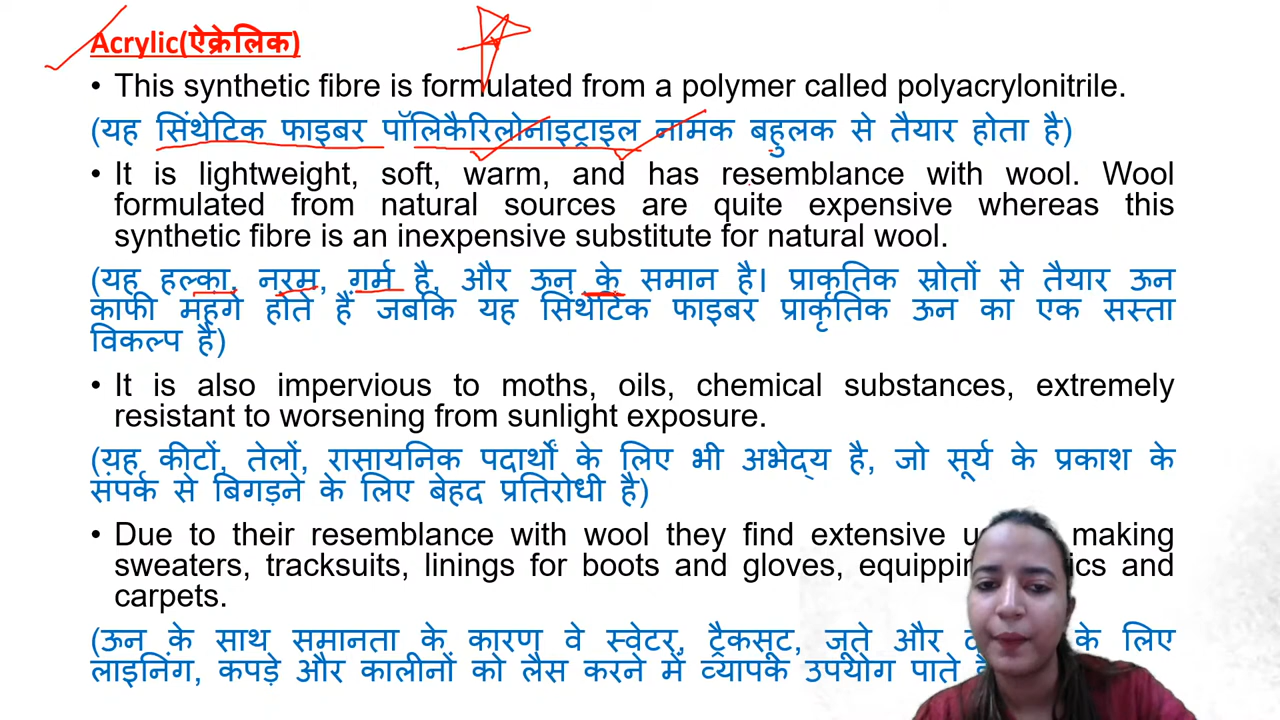 Acrylic(ऐक्रेलिक)
• This synthetic fibre is formulated from a polymer called polyacrylonitrile.
(यह सिंथेटिक फाइबर पॉलिकैरिलोनाइट्राइल नामक बहुलक से तैयार होता है)
• It is lightweight, soft, warm, and has resemblance with wool. Wool
formulated from natural sources are quite expensive whereas this
synthetic fibre is an inexpensive substitute for natural wool.
(यह हल्का, नरम, गर्म है, और ऊन के समान है। प्राकृतिक स्रोतों से तैयार ऊन
काफी महंगे होते हैं जबकि यह सिंथेटिक फाइबर प्राकृतिक ऊन का एक सस्ता
विकल्प है)
• It is also impervious to moths, oils, chemical substances, extremely
resistant to worsening from sunlight exposure.
(यह कीटों, तेलों, रासायनिक पदार्थों के लिए भी अभेद्य है, जो सूर्य के प्रकाश के
संपर्क से बिगड़ने के लिए बेहद प्रतिरोधी है)
• Due to their resemblance with wool they find extensive making
sweaters, tracksuits, linings for boots and gloves, and
carpets.
(ऊन के साथ समानता के कारण वे स्वेटर, ट्रैकसूट, जूते और के लिए
लाइनिंग, कपड़े और कालीनों को लैस करने में व्यापक उपयोग पाते